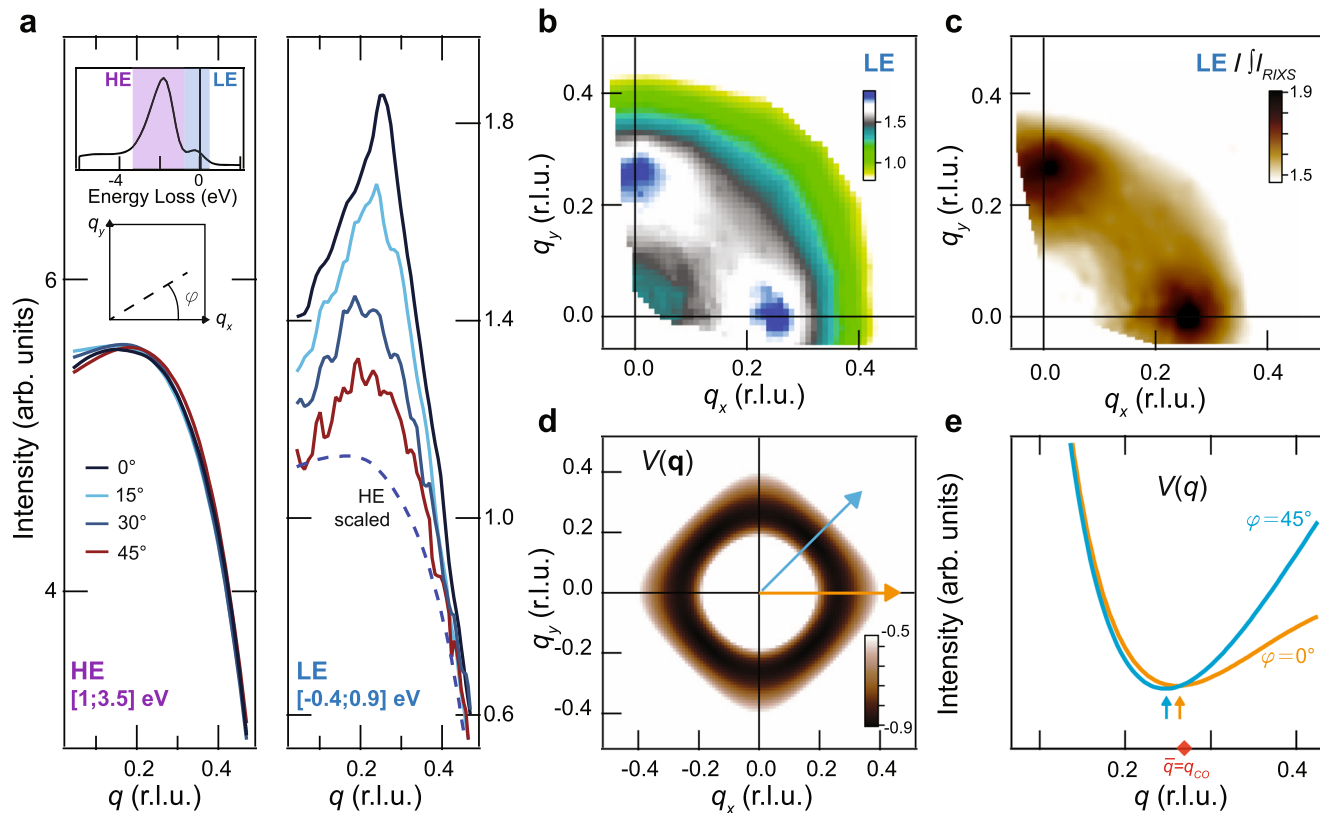 a
HE
LE
-4
0
Energy Loss (eV)
q_y
φ
q_x
6
4
Intensity (arb. units)
0°
15°
30°
45°
HE
[1;3.5] eV
0.2
0.4
q (r.l.u.)
1.8
1.4
1.0
0.6
HE
scaled
LE
[-0.4;0.9] eV
0.2
0.4
q (r.l.u.)
b
LE
1.5
1.0
0.4
0.2
0.0
q_y (r.l.u.)
0.0
0.2
0.4
q_x (r.l.u.)
c
LE / ∫I_RIXS
1.9
1.5
0.4
0.2
0.0
q_y (r.l.u.)
0.0
0.2
0.4
q_x (r.l.u.)
d
V(q)
0.4
0.2
0.0
-0.2
-0.4
q_y (r.l.u.)
-0.5
-0.9
-0.4
-0.2
0.0
0.2
0.4
q_x (r.l.u.)
e
V(q)
φ=45°
φ=0°
Intensity (arb. units)
0.2
q̄=q_CO
0.4
q (r.l.u.)